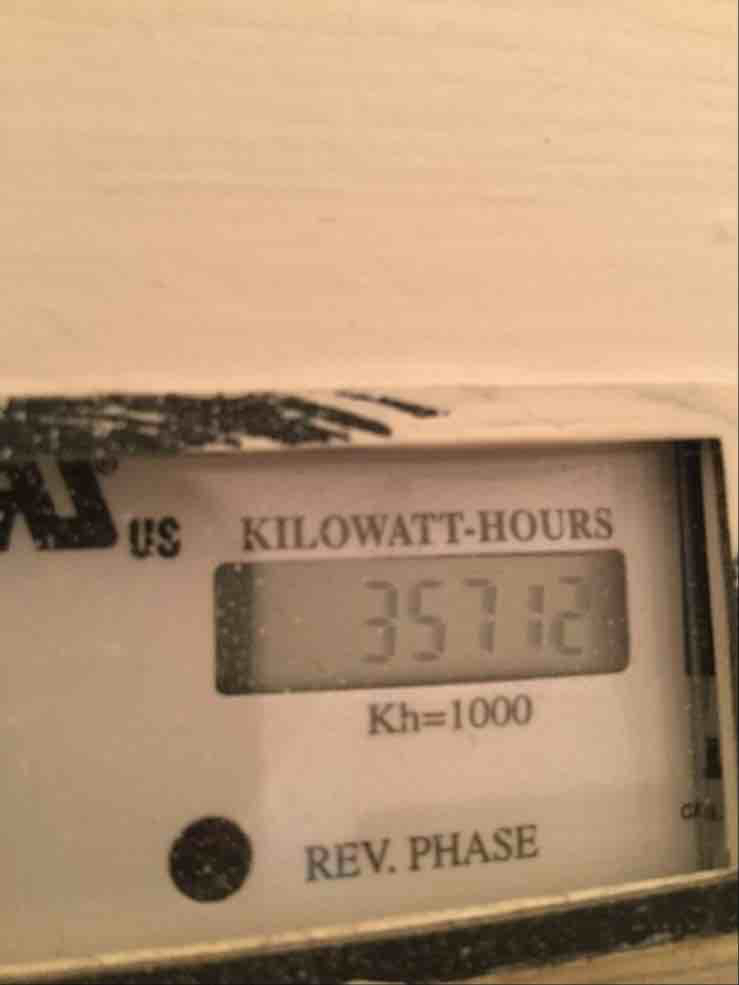 US
KILOWATT-HOURS
35712
Kh=1000
REV. PHASE